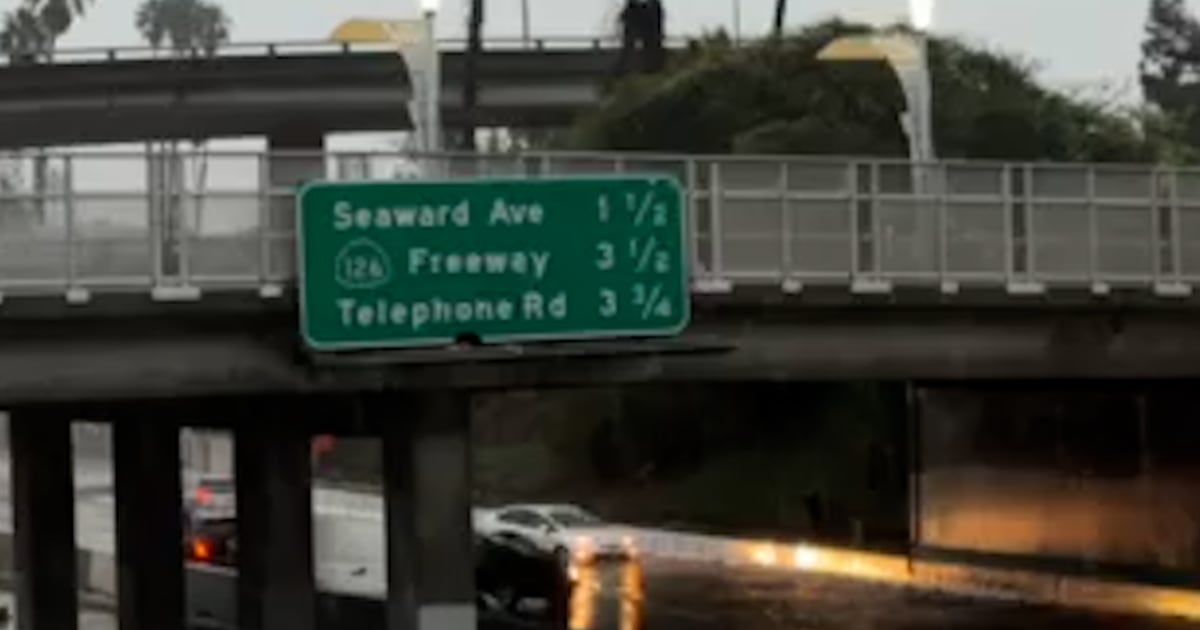 Seaward Ave 1 1/2
126 Freeway 3 1/2
Telephone Rd 3 3/4